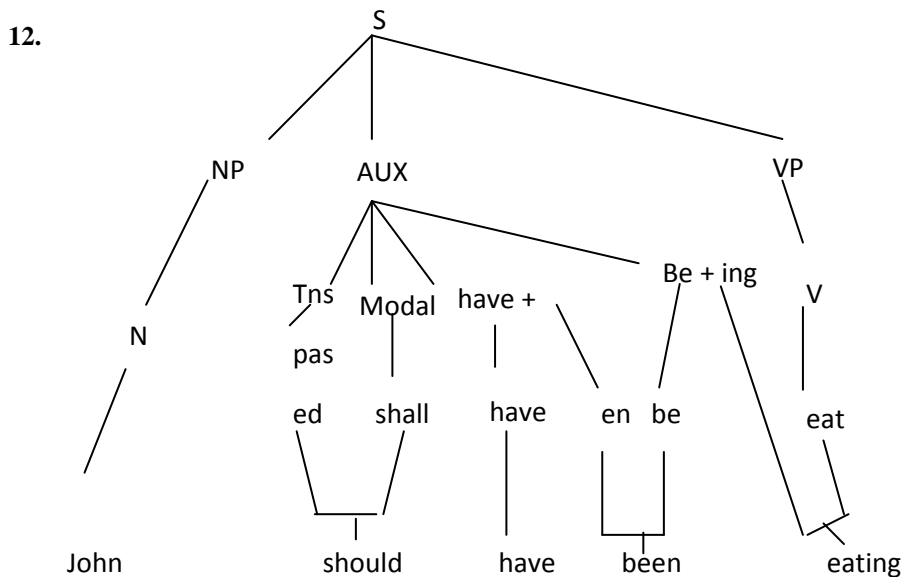 S
12.
NP AUX VP
Tns Modal have + Be + ing V
N
pas
ed shall have en be eat
John should have been eating